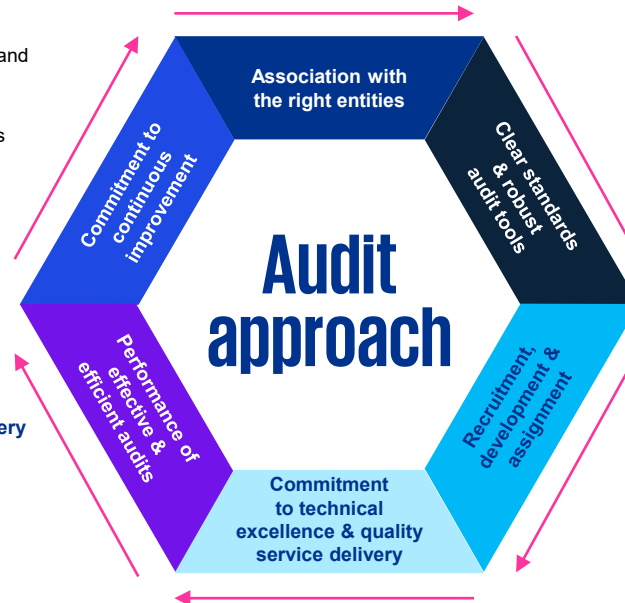 and
s
ery
Association with
the right entities
Clear standards
& robust
audit tools
Recruitment,
development &
assignment
Commitment
to technical
excellence & quality
service delivery
Performance of
effective &
efficient audits
Commitment to
continuous
improvement
Audit
approach